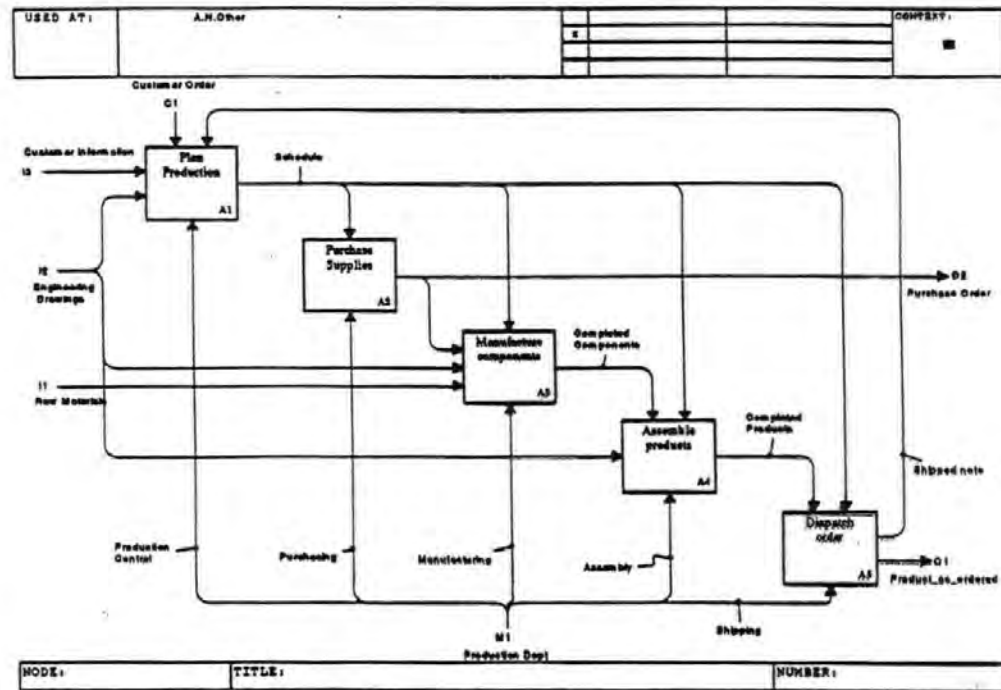 USED AT:
A.N.Other
X
CONTEXT:
Customer Order
C1
Customer Information
I3
Plan
Production
A1
Schedule
I2
Engineering
Drawings
Purchase
Supplies
A2
O2
Purchase Order
Manufacture
components
A3
Completed
Components
I1
Raw Materials
Assemble
products
A4
Completed
Products
Shipped note
Dispatch
order
A5
O1
Product_as_ordered
Production
Control
Purchasing
Manufacturing
Assembly
Shipping
M1
Production Dept
NODE:
TITLE:
NUMBER: